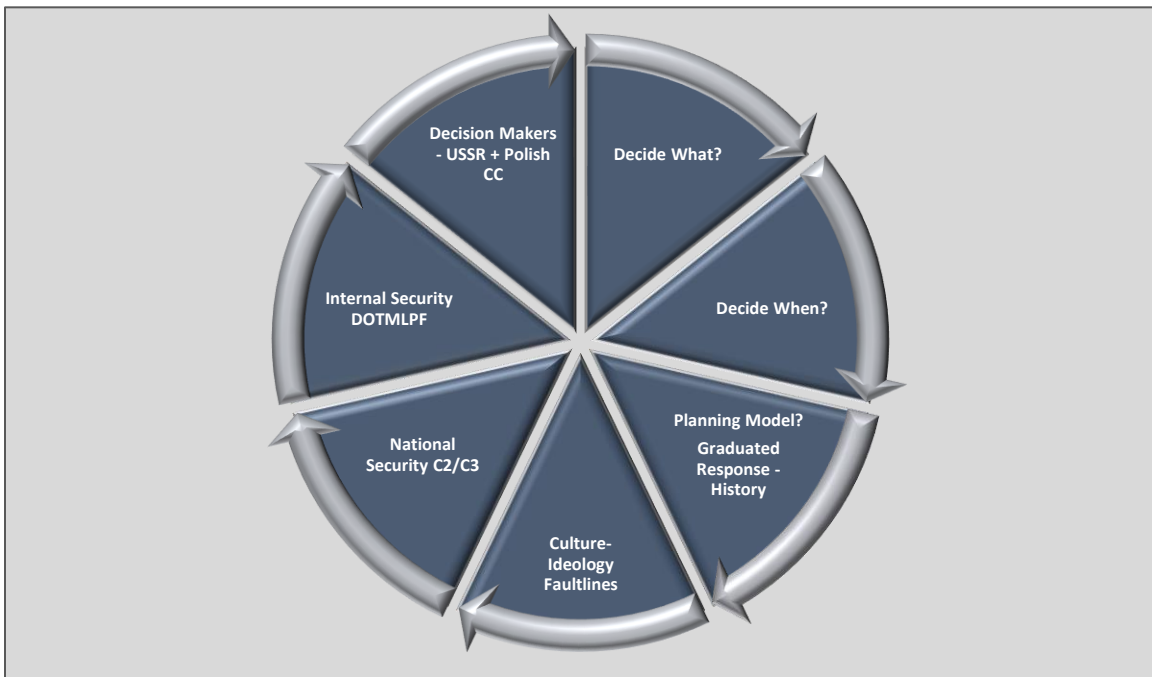 Decide What?
Decide When?
Planning Model?
Graduated
Response -
History
Culture-
Ideology
Faultlines
National
Security C2/C3
Internal Security
DOTMLPF
Decision Makers
- USSR + Polish
CC